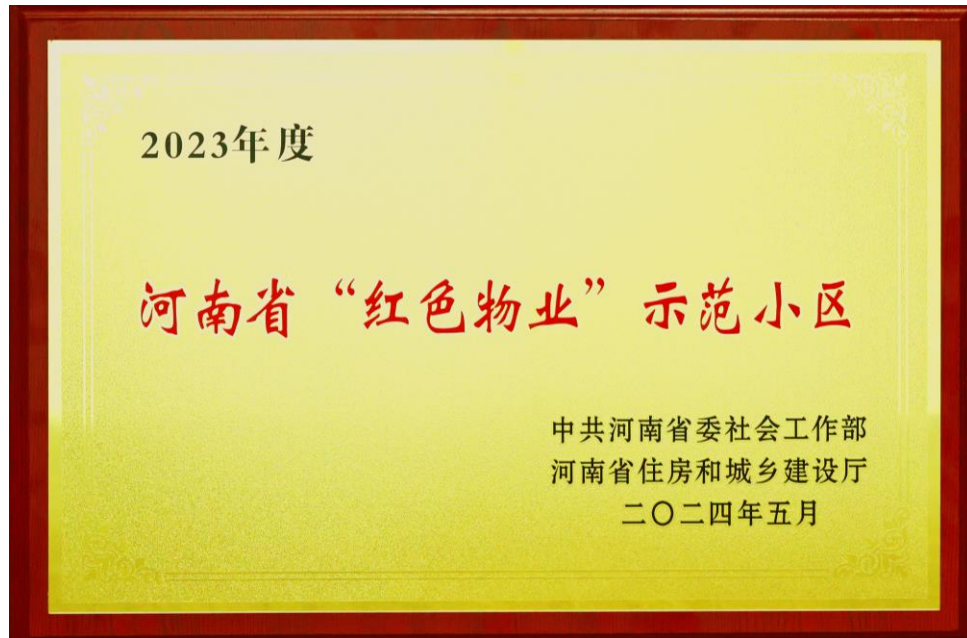 2023年度
河南省“红色物业”示范小区
中共河南省委社会工作部
河南省住房和城乡建设厅
二〇二四年五月